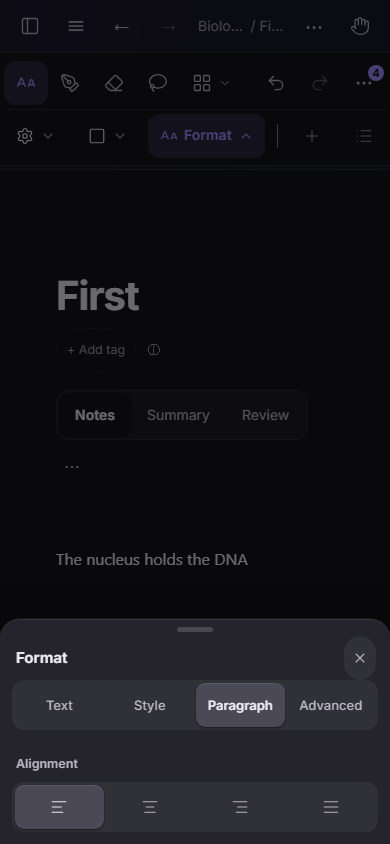 Biolo... / Fi...
4
Aa Format
First
+ Add tag
Notes Summary Review
The nucleus holds the DNA
Format
Text Style Paragraph Advanced
Alignment